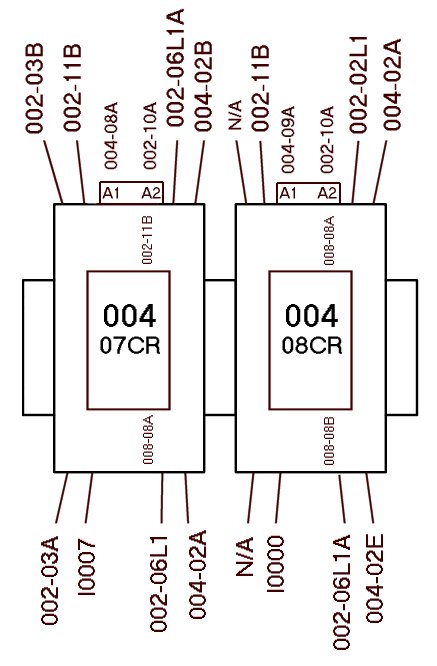 002-03B
002-11B
004-08A
002-10A
002-06L1A
004-02B
N/A
002-11B
004-09A
002-10A
002-02L1
004-02A
A1 A2
A1 A2
002-11B
008-08A
004
07CR
004
08CR
008-08A
008-08B
002-03A
I0007
002-06L1
004-02A
N/A
I0000
002-06L1A
004-02E